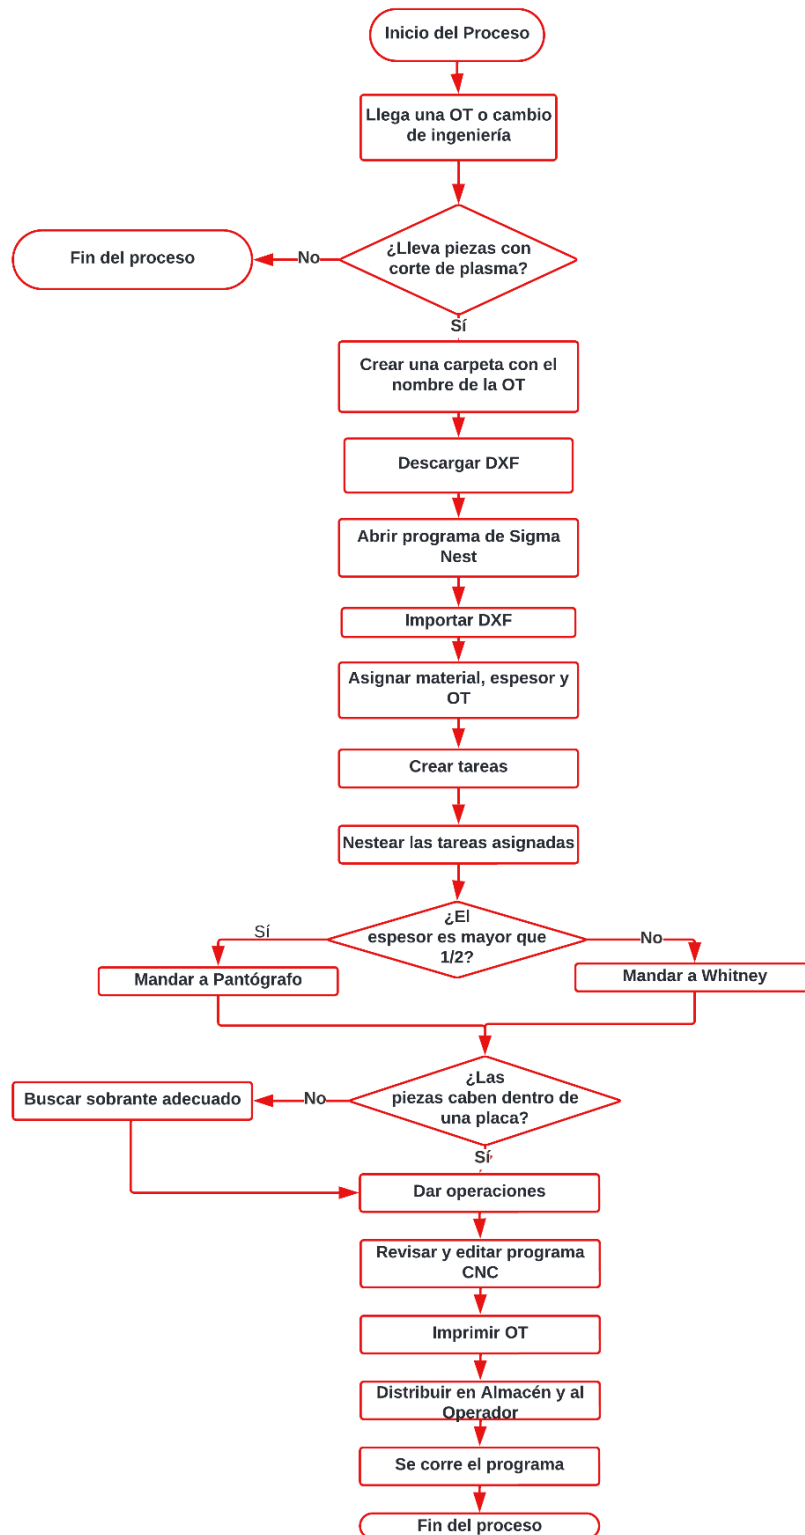 Inicio del Proceso
Llega una OT o cambio
de ingeniería
¿Lleva piezas con
corte de plasma?
No
Fin del proceso
Sí
Crear una carpeta con el
nombre de la OT
Descargar DXF
Abrir programa de Sigma
Nest
Importar DXF
Asignar material, espesor y
OT
Crear tareas
Nestear las tareas asignadas
¿El
espesor es mayor que
1/2?
Sí
No
Mandar a Pantógrafo
Mandar a Whitney
¿Las
piezas caben dentro de
una placa?
No
Buscar sobrante adecuado
Sí
Dar operaciones
Revisar y editar programa
CNC
Imprimir OT
Distribuir en Almacén y al
Operador
Se corre el programa
Fin del proceso